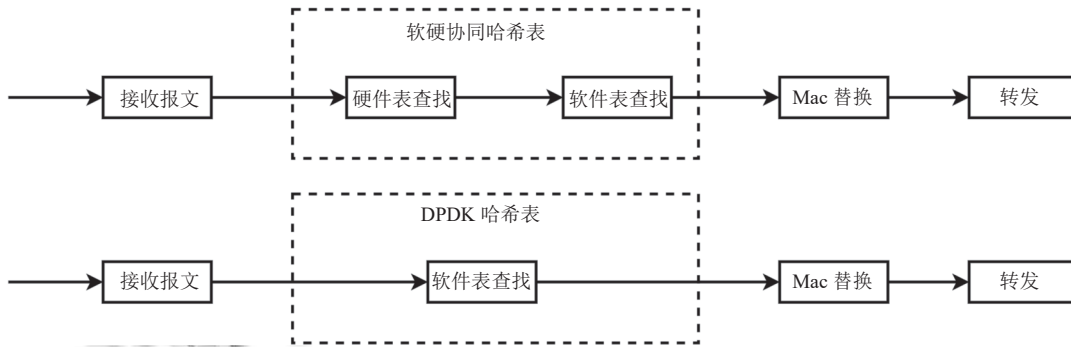 软硬协同哈希表
接收报文
硬件表查找
软件表查找
Mac 替换
转发
DPDK 哈希表
接收报文
软件表查找
Mac 替换
转发